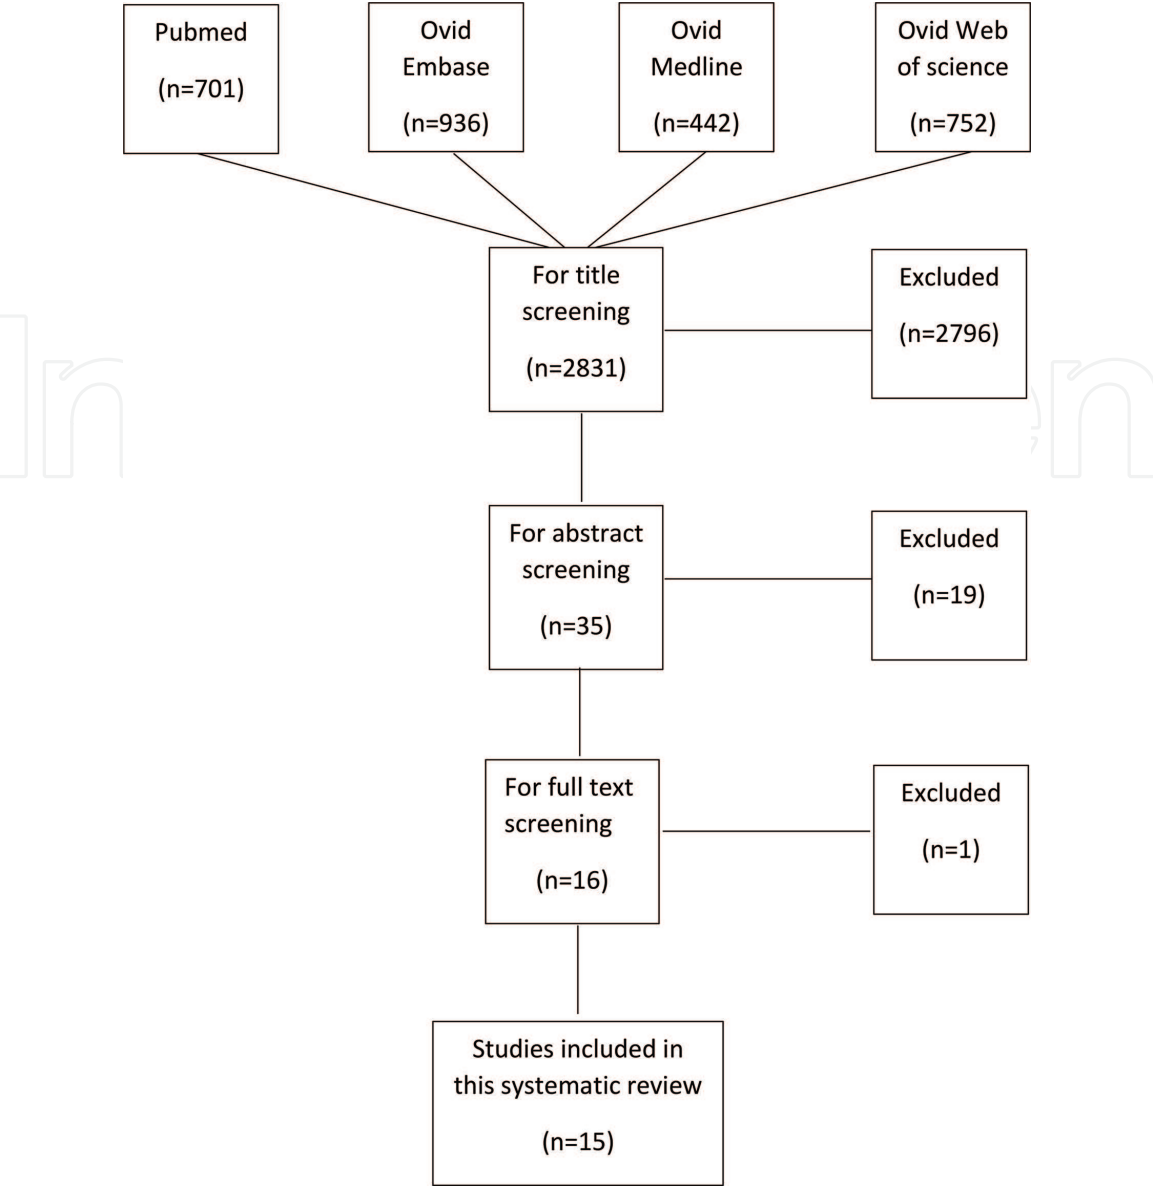 Pubmed
(n=701)
Ovid
Embase
(n=936)
Ovid
Medline
(n=442)
Ovid Web
of science
(n=752)
For title
screening
(n=2831)
Excluded
(n=2796)
For abstract
screening
(n=35)
Excluded
(n=19)
For full text
screening
(n=16)
Excluded
(n=1)
Studies included in
this systematic review
(n=15)